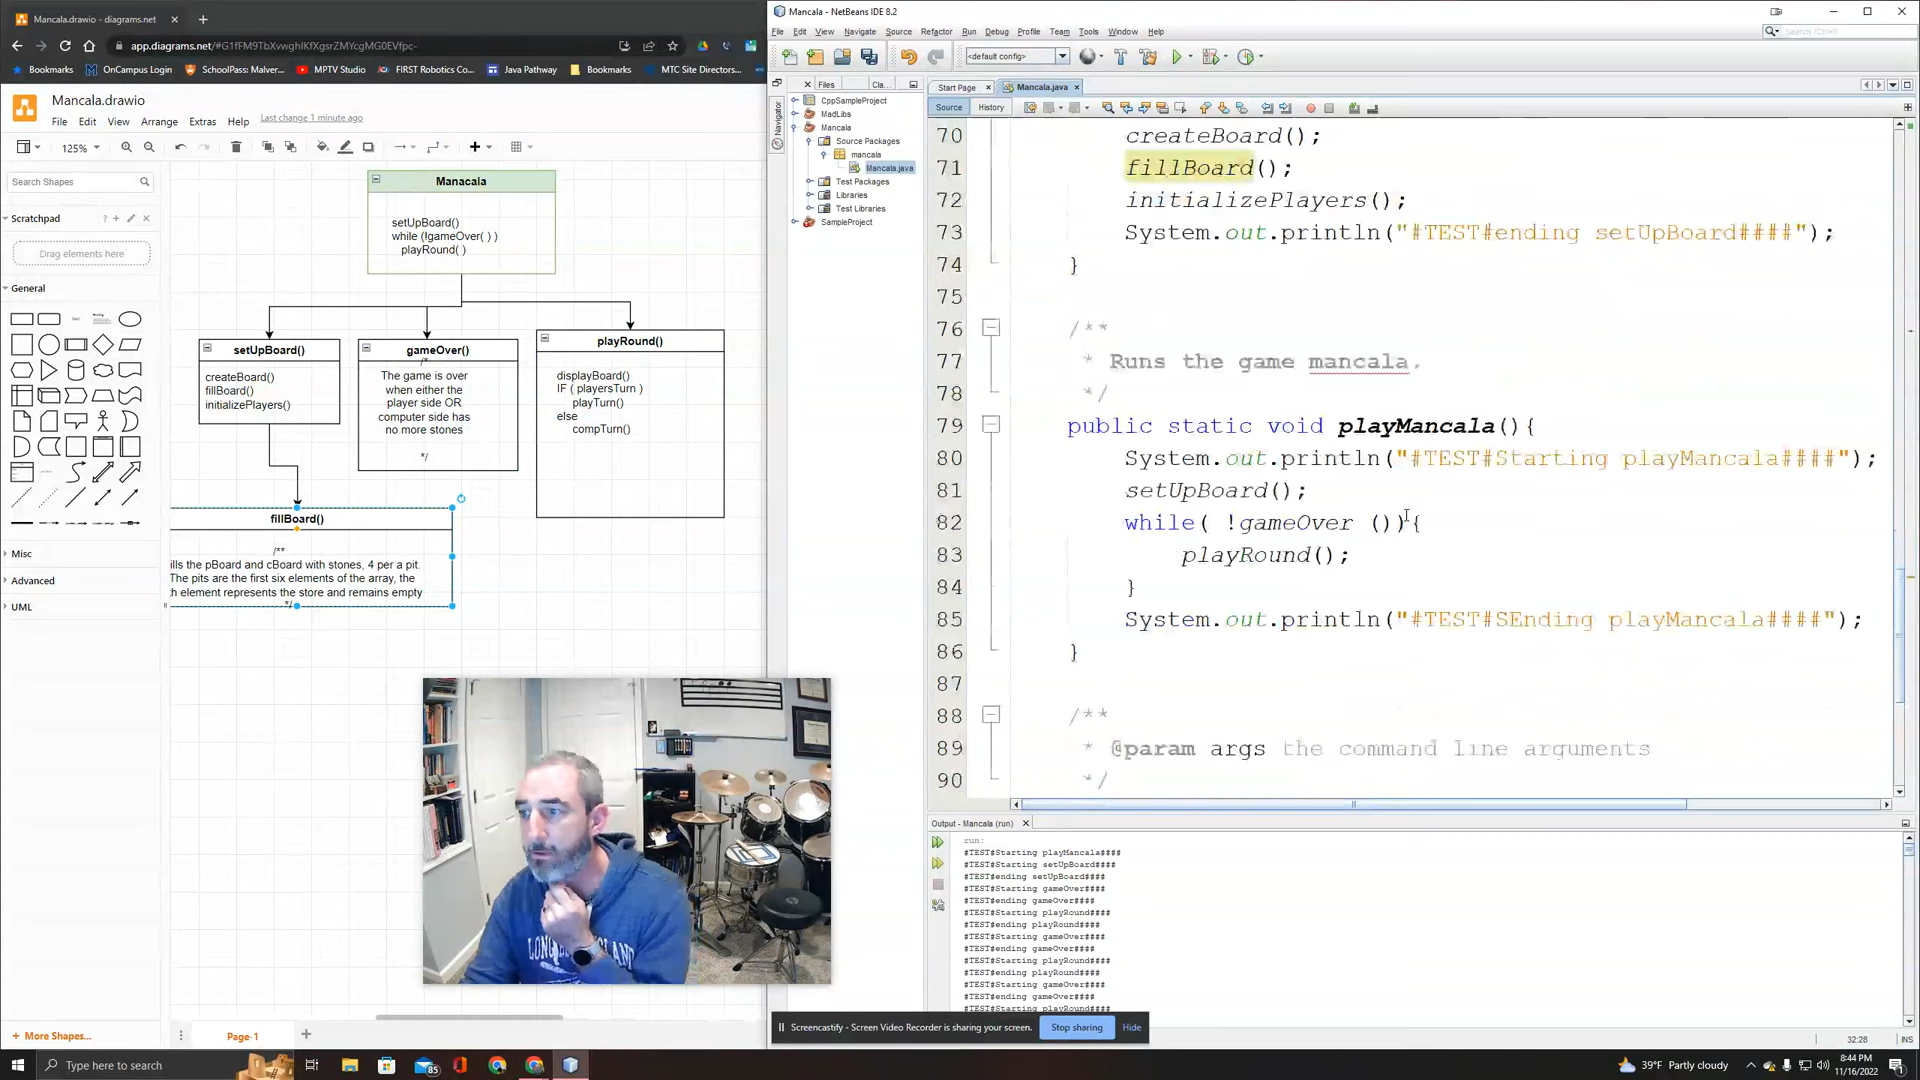 Mancala.drawio - diagrams.net
app.diagrams.net/#G1fFM9TbXvwghIKfXgsrZMYcgMG0EVfpc-
Bookmarks
OnCampus Login
SchoolPass: Malver...
MPTV Studio
FIRST Robotics Co...
Java Pathway
Bookmarks
MTC Site Directors...
Mancala.drawio
File Edit View Arrange Extras Help Last change 1 minute ago
125%
Search Shapes
Scratchpad
Drag elements here
General
Misc
Advanced
UML
+ More Shapes...
Page-1
Manacala
setUpBoard()
while (!gameOver( ) )
playRound( )
setUpBoard()
createBoard()
fillBoard()
initializePlayers()
gameOver()
/*
The game is over
when either the
player side OR
computer side has
no more stones
*/
playRound()
displayBoard()
IF ( playersTurn )
playTurn()
else
compTurn()
fillBoard()
/**
ills the pBoard and cBoard with stones, 4 per a pit.
The pits are the first six elements of the array, the
h element represents the store and remains empty
*/
Mancala - NetBeans IDE 8.2
File Edit View Navigate Source Refactor Run Debug Profile Team Tools Window Help
Search (Ctrl+I)
<default config>
Files
Cla...
Navigator
CppSampleProject
MadLibs
Mancala
Source Packages
mancala
Mancala.java
Test Packages
Libraries
Test Libraries
SampleProject
Start Page
Mancala.java
Source
History
70 createBoard();
71 fillBoard();
72 initializePlayers();
73 System.out.println("#TEST#ending setUpBoard####");
74 }
75
76 /**
77 * Runs the game mancala.
78 */
79 public static void playMancala(){
80 System.out.println("#TEST#Starting playMancala####");
81 setUpBoard();
82 while( !gameOver ()){
83 playRound();
84 }
85 System.out.println("#TEST#SEnding playMancala####");
86 }
87
88 /**
89 * @param args the command line arguments
90 */
Output - Mancala (run)
run:
#TEST#Starting playMancala####
#TEST#Starting setUpBoard####
#TEST#ending setUpBoard####
#TEST#Starting gameOver####
#TEST#ending gameOver####
#TEST#Starting playRound####
#TEST#ending playRound####
#TEST#Starting gameOver####
#TEST#ending gameOver####
#TEST#Starting playRound####
#TEST#ending playRound####
#TEST#Starting gameOver####
#TEST#ending gameOver####
#TEST#Starting playRound####
Screencastify - Screen Video Recorder is sharing your screen.
Stop sharing
Hide
32:28
INS
Type here to search
85
39°F Partly cloudy
8:44 PM
11/16/2022